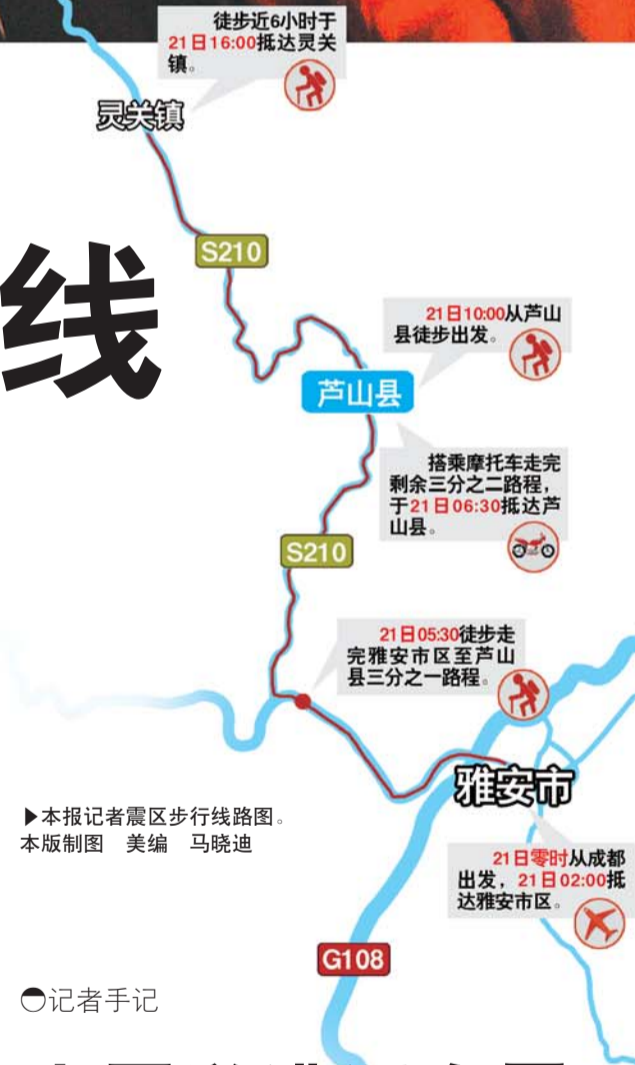 徒步近6小时于
21日16:00抵达灵关
镇。
灵关镇
S210
线
21日10:00从芦山
县徒步出发。
芦山县
搭乘摩托车走完
剩余三分之二路程，
于21日06:30抵达芦
山县。
S210
21日05:30徒步走
完雅安市区至芦山
县三分之一路程。
雅安市
▶本报记者震区步行线路图。
本版制图 美编 马晓迪
21日零时从成都
出发，21日02:00抵
达雅安市区。
G108
记者手记